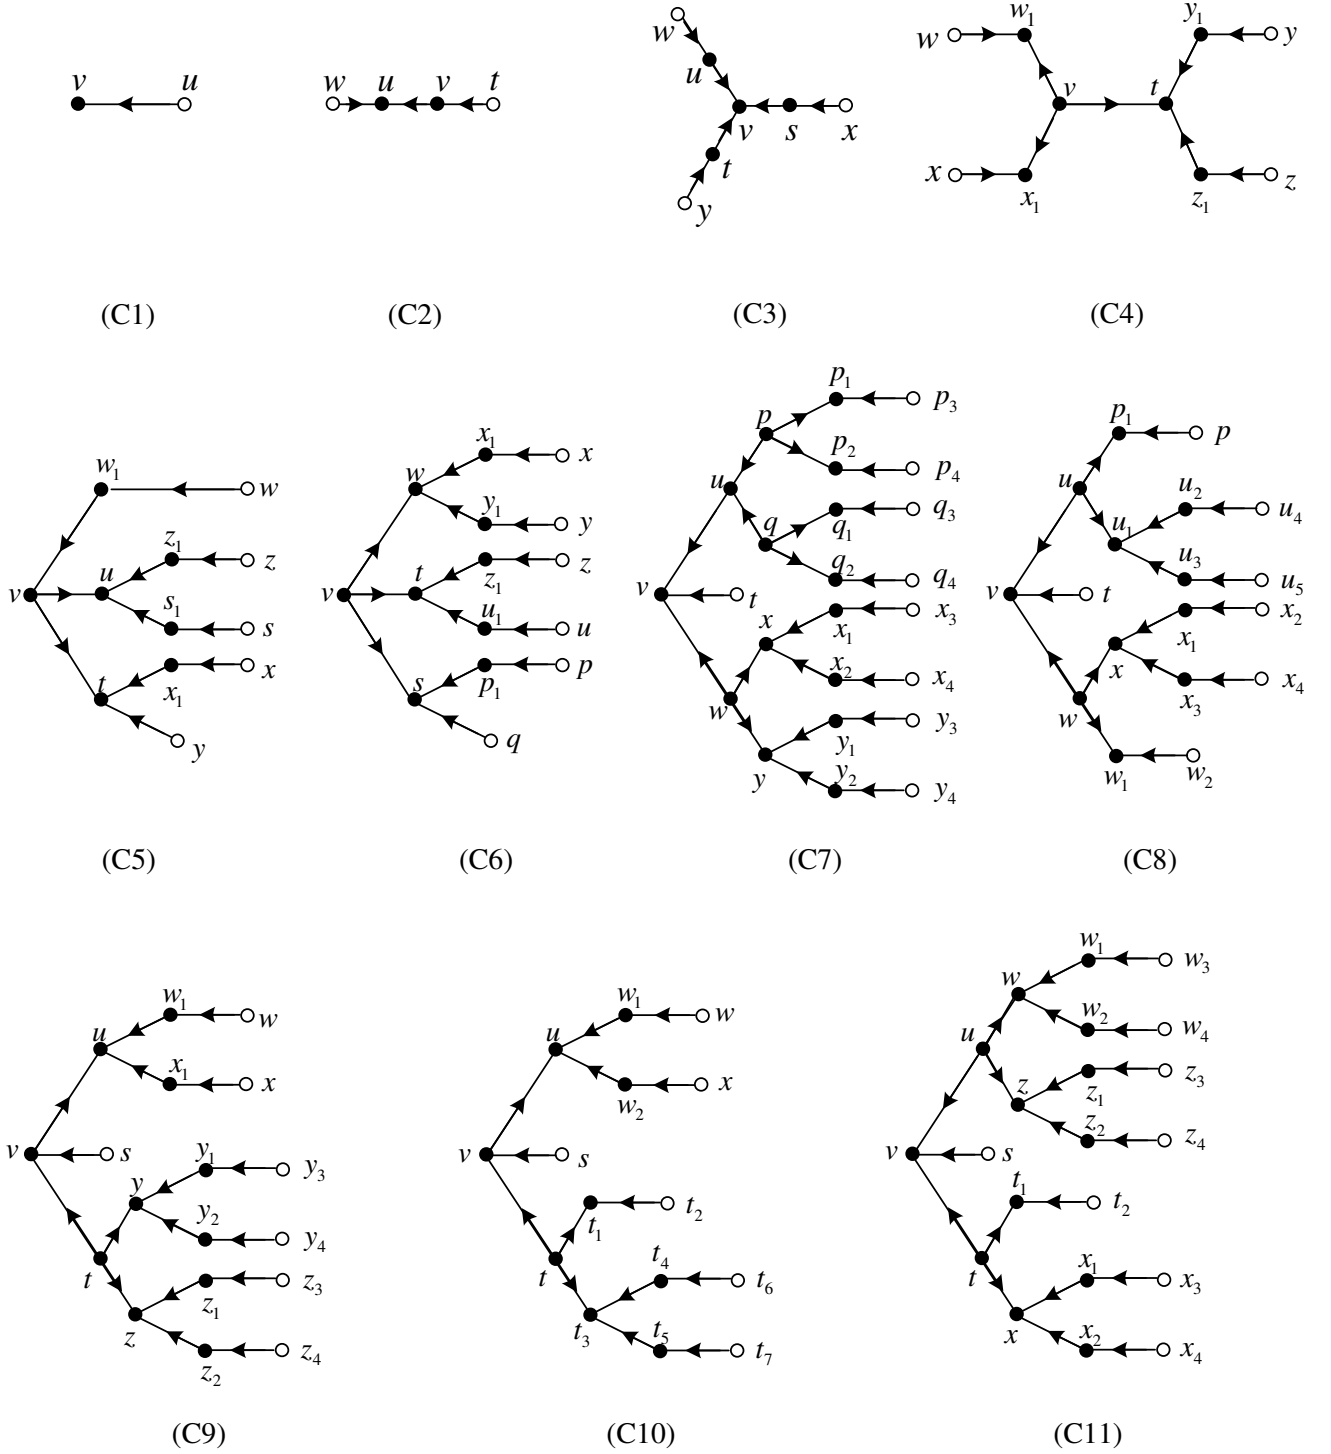 v u
w u v t
w u v s x t y
w w₁ y₁ y v t x x₁ z₁ z
(C1) (C2) (C3) (C4)
w₁ w z₁ z v u s₁ s t x₁ x y
x₁ x w y₁ y v t z₁ z u₁ u s p₁ p q
p₁ p₃ p p₂ p₄ u q q₁ q₃ q₂ q₄ v t x x₁ x₃ x₂ x₄ w y₁ y₃ y y₂ y₄
p₁ p u u₂ u₄ u₁ u₃ u₅ v t x₁ x₂ x x₃ x₄ w w₁ w₂
(C5) (C6) (C7) (C8)
w₁ w u x₁ x v s y₁ y₃ y y₂ y₄ t z₁ z₃ z z₂ z₄
w₁ w u w₂ x v s t₁ t₂ t t₄ t₆ t₃ t₅ t₇
w₁ w₃ w w₂ w₄ u z z₁ z₃ z₂ z₄ v s t₁ t₂ t x₁ x₃ x x₂ x₄
(C9) (C10) (C11)